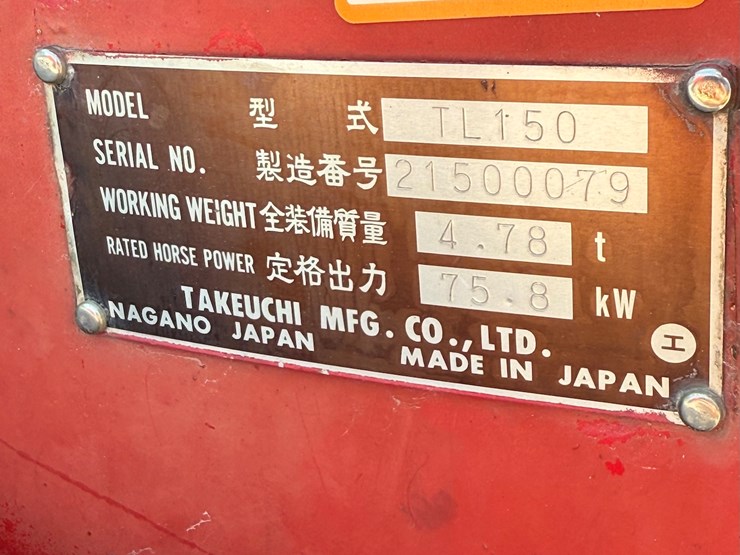 MODEL 型式 TL150
SERIAL NO. 製造番号 21500079
WORKING WEIGHT 全装備質量 4.78 t
RATED HORSE POWER 定格出力 75.8 kW
TAKEUCHI MFG. CO., LTD.
NAGANO JAPAN MADE IN JAPAN エ